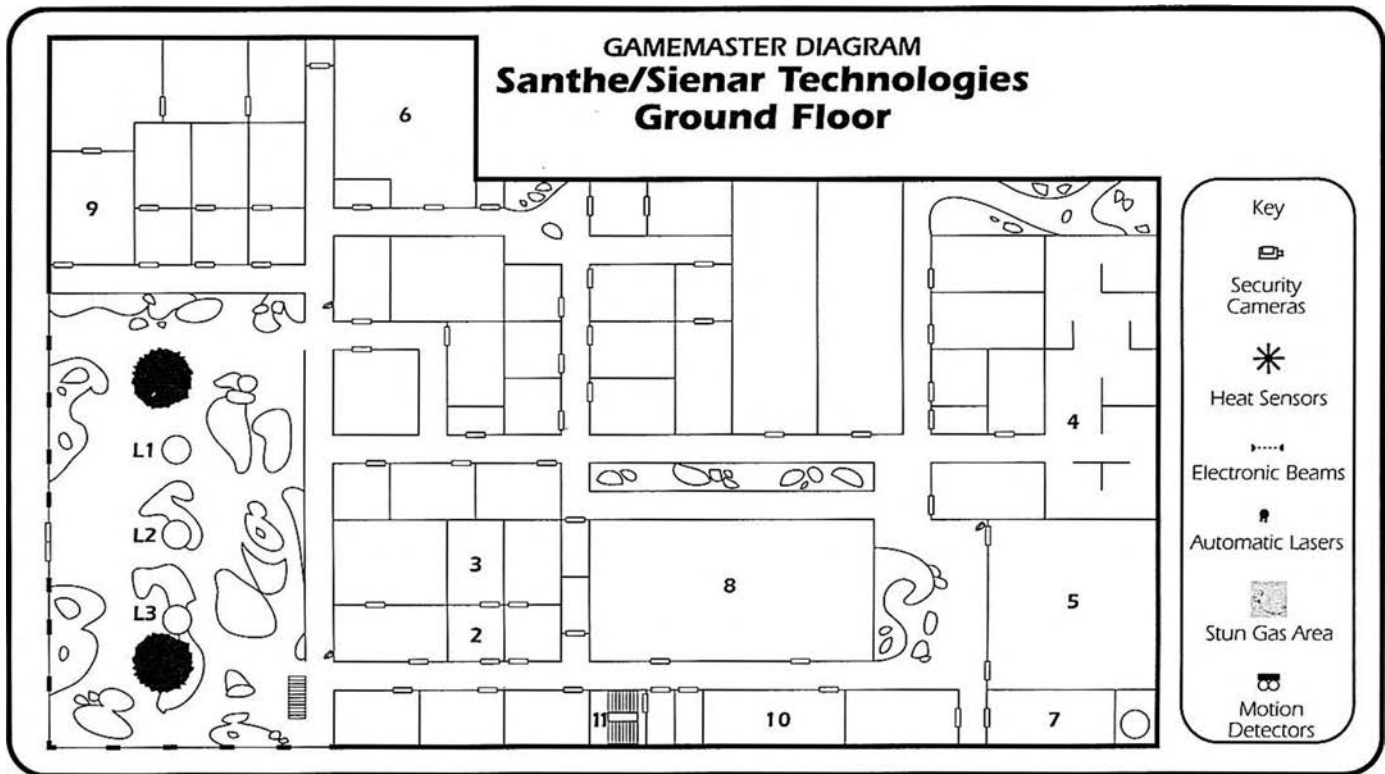 GAMEMASTER DIAGRAM
Santhe/Sienar Technologies
Ground Floor
6
9
L1
L2
L3
3
2
8
4
5
11
10
7
Key
Security
Cameras
Heat Sensors
Electronic Beams
Automatic Lasers
Stun Gas Area
Motion
Detectors